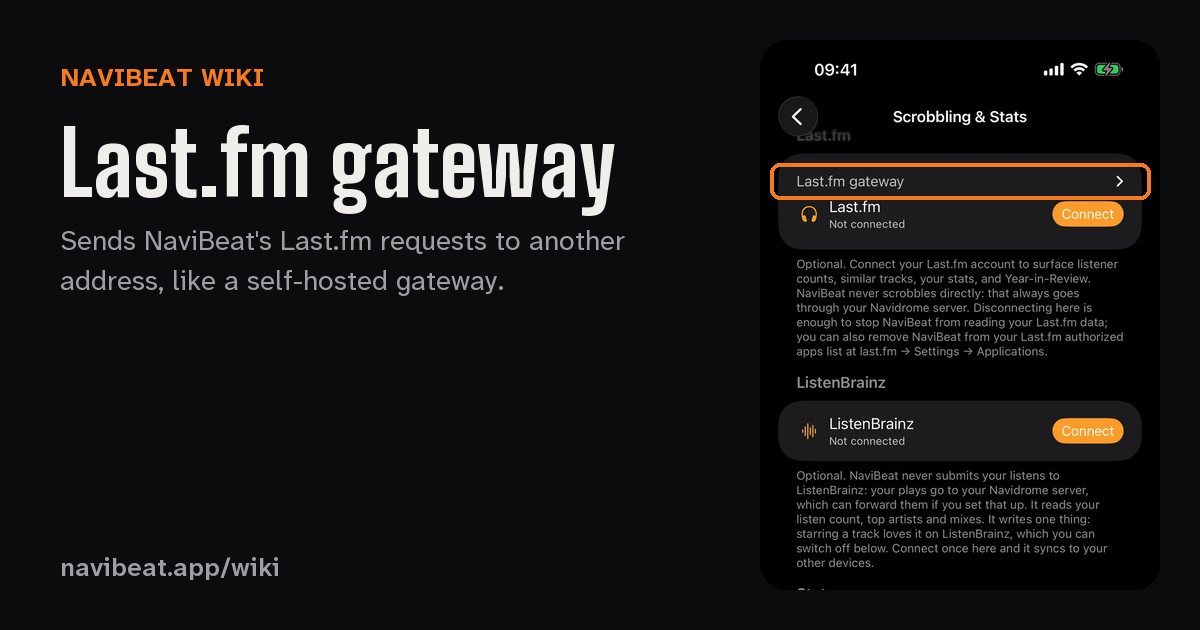 NAVIBEAT WIKI
Last.fm gateway
Sends NaviBeat's Last.fm requests to another
address, like a self-hosted gateway.
navibeat.app/wiki
09:41
Scrobbling & Stats
Last.fm
Last.fm gateway
Last.fm
Not connected
Connect
Optional. Connect your Last.fm account to surface listener
counts, similar tracks, your stats, and Year-in-Review.
NaviBeat never scrobbles directly: that always goes
through your Navidrome server. Disconnecting here is
enough to stop NaviBeat from reading your Last.fm data;
you can also remove NaviBeat from your Last.fm authorized
apps list at last.fm → Settings → Applications.
ListenBrainz
ListenBrainz
Not connected
Connect
Optional. NaviBeat never submits your listens to
ListenBrainz: your plays go to your Navidrome server,
which can forward them if you set that up. It reads your
listen count, top artists and mixes. It writes one thing:
starring a track loves it on ListenBrainz, which you can
switch off below. Connect once here and it syncs to your
other devices.